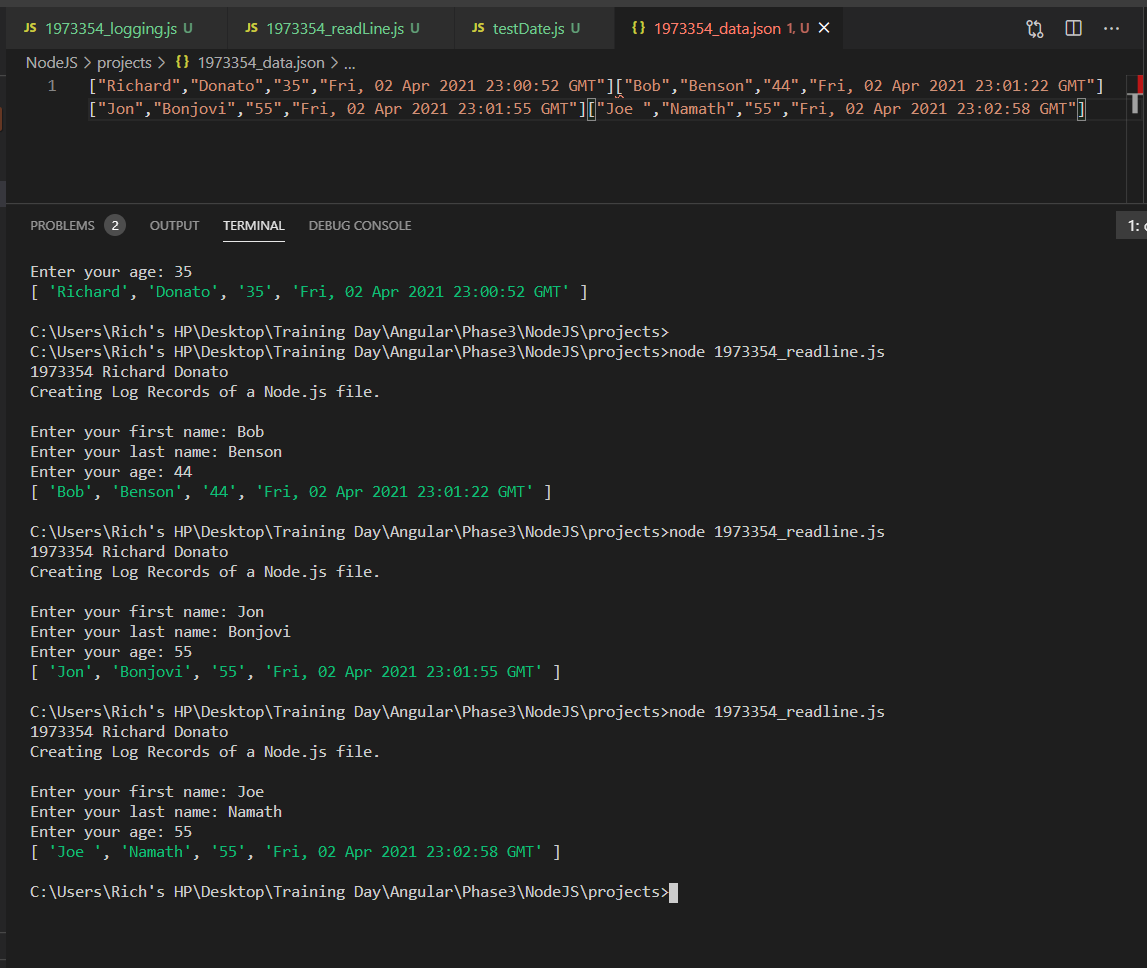 JS 1973354_logging.js U JS 1973354_readLine.js U JS testDate.js U {} 1973354_data.json 1, U
NodeJS > projects > {} 1973354_data.json > ...
1 ["Richard","Donato","35","Fri, 02 Apr 2021 23:00:52 GMT"]["Bob","Benson","44","Fri, 02 Apr 2021 23:01:22 GMT"]
["Jon","Bonjovi","55","Fri, 02 Apr 2021 23:01:55 GMT"]["Joe ","Namath","55","Fri, 02 Apr 2021 23:02:58 GMT"]
PROBLEMS 2 OUTPUT TERMINAL DEBUG CONSOLE 1:
Enter your age: 35
[ 'Richard', 'Donato', '35', 'Fri, 02 Apr 2021 23:00:52 GMT' ]
C:\Users\Rich's HP\Desktop\Training Day\Angular\Phase3\NodeJS\projects>
C:\Users\Rich's HP\Desktop\Training Day\Angular\Phase3\NodeJS\projects>node 1973354_readline.js
1973354 Richard Donato
Creating Log Records of a Node.js file.
Enter your first name: Bob
Enter your last name: Benson
Enter your age: 44
[ 'Bob', 'Benson', '44', 'Fri, 02 Apr 2021 23:01:22 GMT' ]
C:\Users\Rich's HP\Desktop\Training Day\Angular\Phase3\NodeJS\projects>node 1973354_readline.js
1973354 Richard Donato
Creating Log Records of a Node.js file.
Enter your first name: Jon
Enter your last name: Bonjovi
Enter your age: 55
[ 'Jon', 'Bonjovi', '55', 'Fri, 02 Apr 2021 23:01:55 GMT' ]
C:\Users\Rich's HP\Desktop\Training Day\Angular\Phase3\NodeJS\projects>node 1973354_readline.js
1973354 Richard Donato
Creating Log Records of a Node.js file.
Enter your first name: Joe
Enter your last name: Namath
Enter your age: 55
[ 'Joe ', 'Namath', '55', 'Fri, 02 Apr 2021 23:02:58 GMT' ]
C:\Users\Rich's HP\Desktop\Training Day\Angular\Phase3\NodeJS\projects>